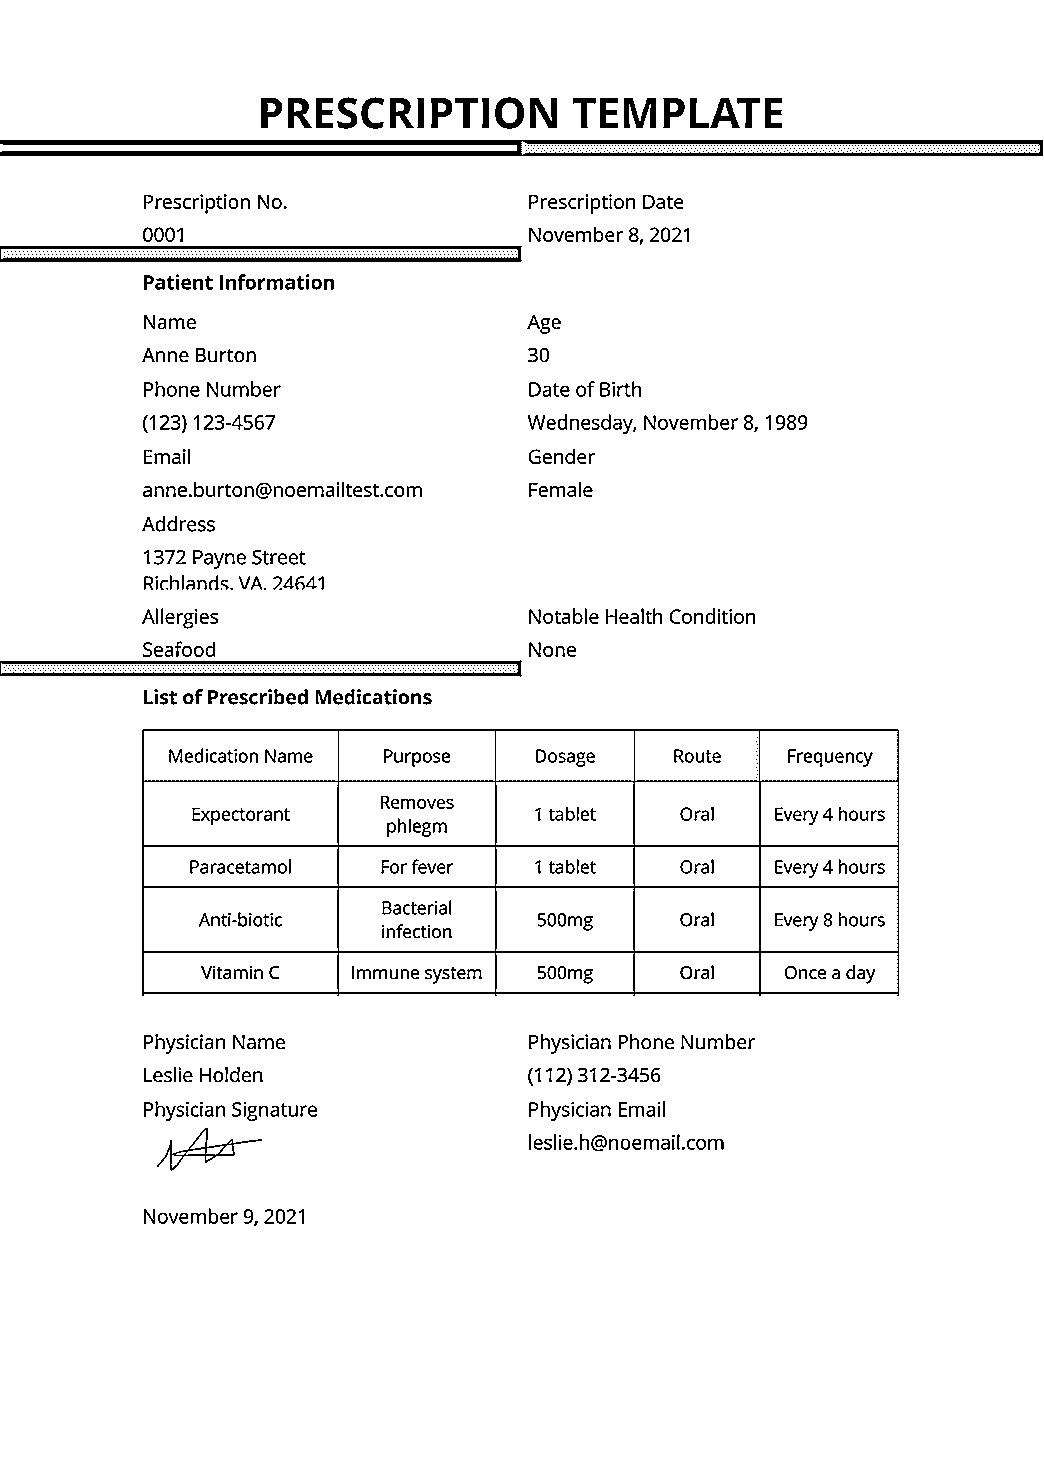 PRESCRIPTION TEMPLATE
Prescription No. Prescription Date
0001 November 8, 2021
Patient Information
Name Age
Anne Burton 30
Phone Number Date of Birth
(123) 123-4567 Wednesday, November 8, 1989
Email Gender
anne.burton@noemailtest.com Female
Address
1372 Payne Street
Richlands, VA, 24641
Allergies Notable Health Condition
Seafood None
List of Prescribed Medications
Medication Name Purpose Dosage Route Frequency
Expectorant Removes phlegm 1 tablet Oral Every 4 hours
Paracetamol For fever 1 tablet Oral Every 4 hours
Anti-biotic Bacterial infection 500mg Oral Every 8 hours
Vitamin C Immune system 500mg Oral Once a day
Physician Name Physician Phone Number
Leslie Holden (112) 312-3456
Physician Signature Physician Email
leslie.h@noemail.com
November 9, 2021